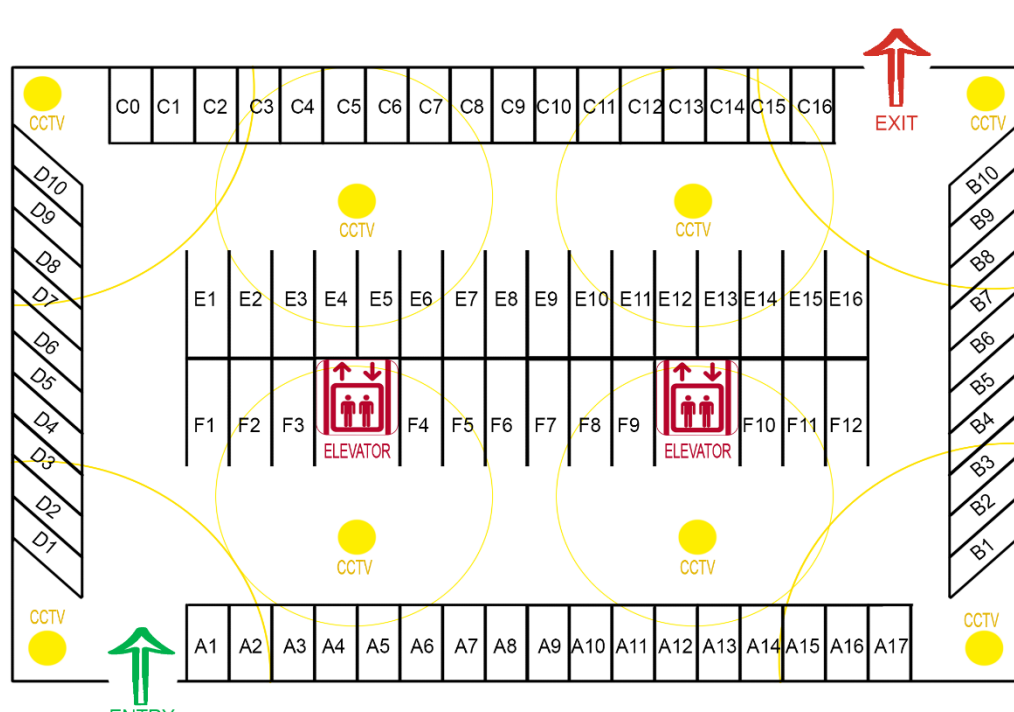 EXIT
CCTV
CCTV
C0 C1 C2 C3 C4 C5 C6 C7 C8 C9 C10 C11 C12 C13 C14 C15 C16
D10
D9
D8
D7
D6
D5
D4
D3
D2
D1
CCTV
CCTV
B10
B9
B8
B7
B6
B5
B4
B3
B2
B1
E1 E2 E3 E4 E5 E6 E7 E8 E9 E10 E11 E12 E13 E14 E15 E16
F1 F2 F3 F4 F5 F6 F7 F8 F9 F10 F11 F12
ELEVATOR
ELEVATOR
CCTV
CCTV
CCTV
CCTV
A1 A2 A3 A4 A5 A6 A7 A8 A9 A10 A11 A12 A13 A14 A15 A16 A17
ENTRY